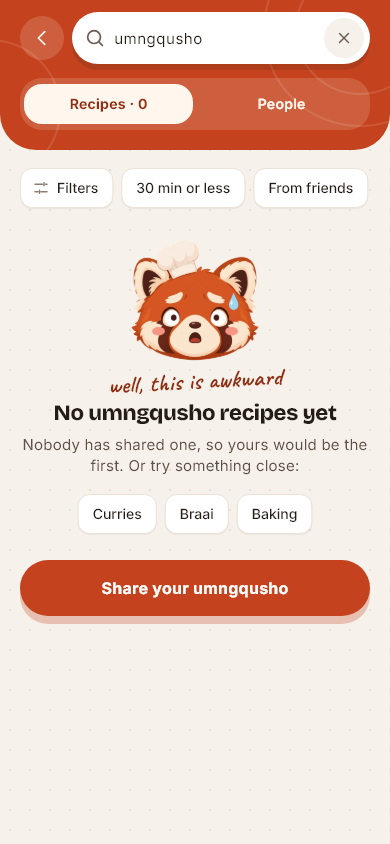 umngqusho
Recipes · 0
People
Filters
30 min or less
From friends
well, this is awkward
No umngqusho recipes yet
Nobody has shared one, so yours would be the
first. Or try something close:
Curries
Braai
Baking
Share your umngqusho